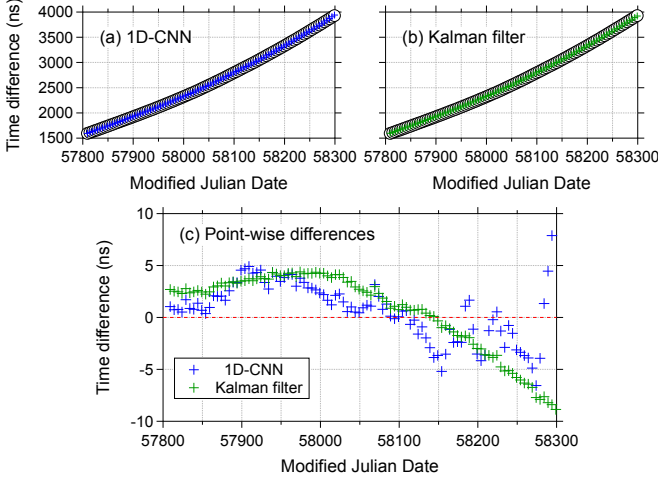 4000
3500
3000
2500
2000
1500
Time difference (ns)
(a) 1D-CNN
57800 57900 58000 58100 58200 58300
Modified Julian Date
(b) Kalman filter
57800 57900 58000 58100 58200 58300
Modified Julian Date
10
5
0
-5
-10
Time difference (ns)
(c) Point-wise differences
1D-CNN
Kalman filter
57800 57900 58000 58100 58200 58300
Modified Julian Date